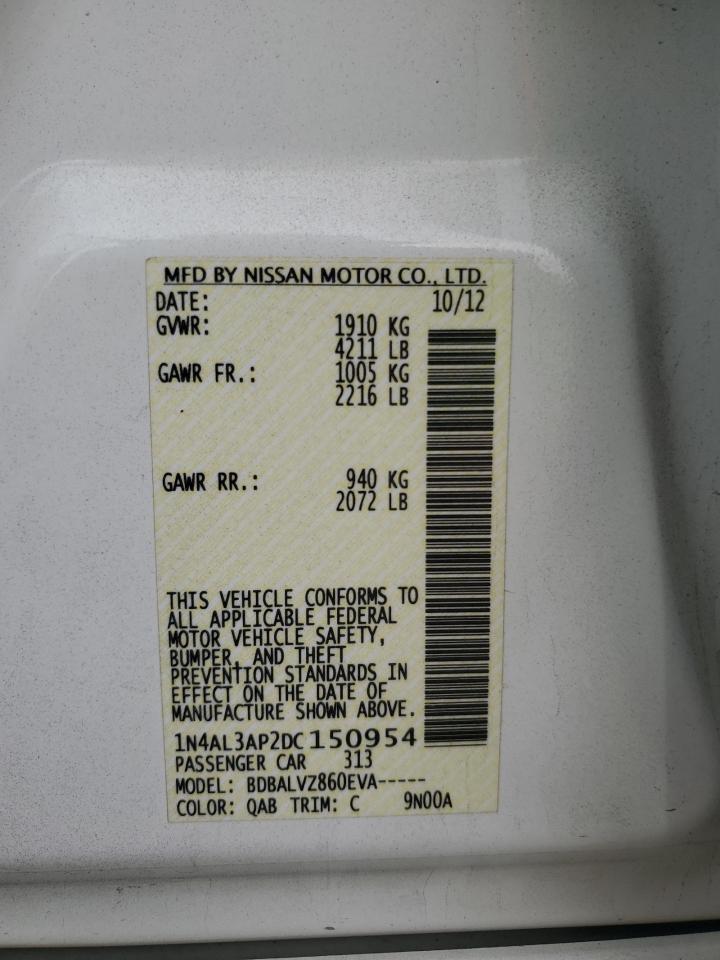 MFD BY NISSAN MOTOR CO., LTD.
DATE: 10/12
GVWR: 1910 KG
4211 LB
GAWR FR.: 1005 KG
2216 LB
GAWR RR.: 940 KG
2072 LB
THIS VEHICLE CONFORMS TO
ALL APPLICABLE FEDERAL
MOTOR VEHICLE SAFETY,
BUMPER, AND THEFT
PREVENTION STANDARDS IN
EFFECT ON THE DATE OF
MANUFACTURE SHOWN ABOVE.
1N4AL3AP2DC150954
PASSENGER CAR 313
MODEL: BDBALVZ860EVA-----
COLOR: QAB TRIM: C 9N00A